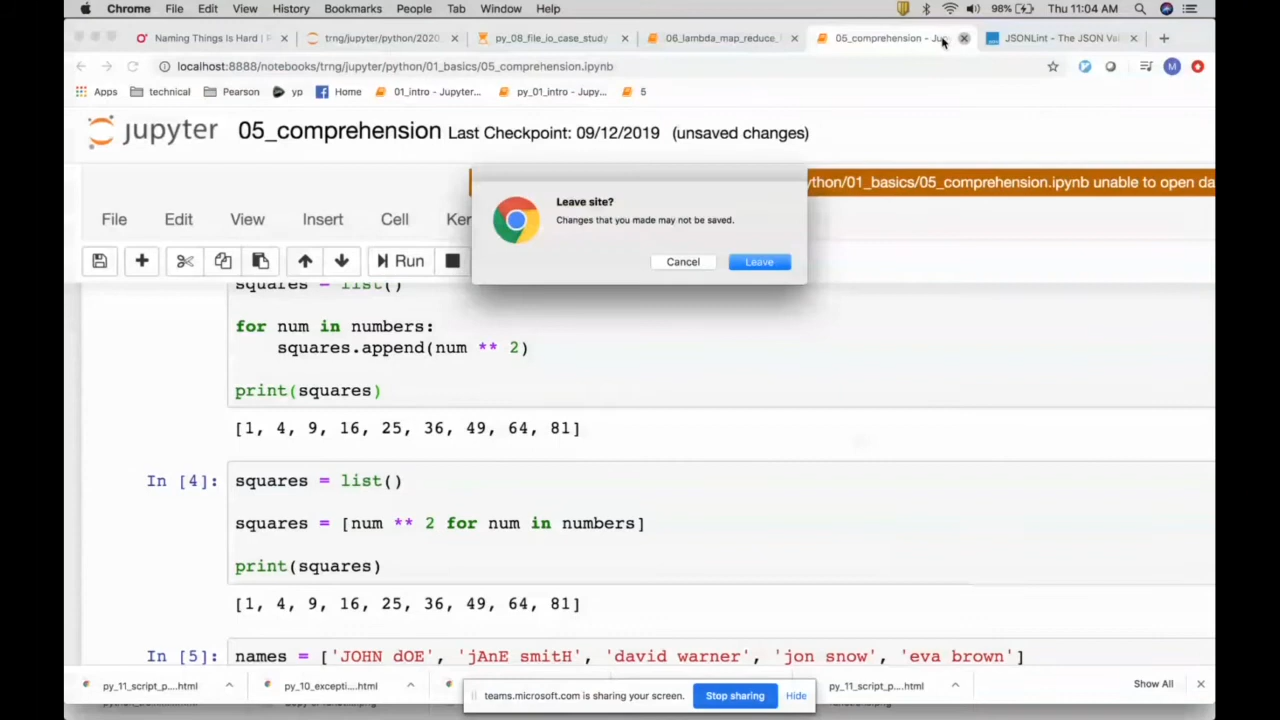 Chrome File Edit View History Bookmarks People Tab Window Help 98% Thu 11:04 AM
Naming Things Is Hard | trng/jupyter/python/2020 py_08_file_io_case_study 06_lambda_map_reduce_ 05_comprehension - Ju JSONLint - The JSON Va
localhost:8888/notebooks/trng/jupyter/python/01_basics/05_comprehension.ipynb M
Apps technical Pearson yp Home 01_intro - Jupyter... py_01_intro - Jupy... 5
jupyter 05_comprehension Last Checkpoint: 09/12/2019 (unsaved changes)
ython/01_basics/05_comprehension.ipynb unable to open da
Leave site?
Changes that you made may not be saved.
Cancel Leave
File Edit View Insert Cell Ker
Run
squares = list()
for num in numbers:
squares.append(num ** 2)
print(squares)
[1, 4, 9, 16, 25, 36, 49, 64, 81]
In [4]: squares = list()
squares = [num ** 2 for num in numbers]
print(squares)
[1, 4, 9, 16, 25, 36, 49, 64, 81]
In [5]: names = ['JOHN dOE', 'jAnE smitH', 'david warner', 'jon snow', 'eva brown']
py_11_script_p....html py_10_excepti....html py_11_script_p....html Show All
teams.microsoft.com is sharing your screen. Stop sharing Hide